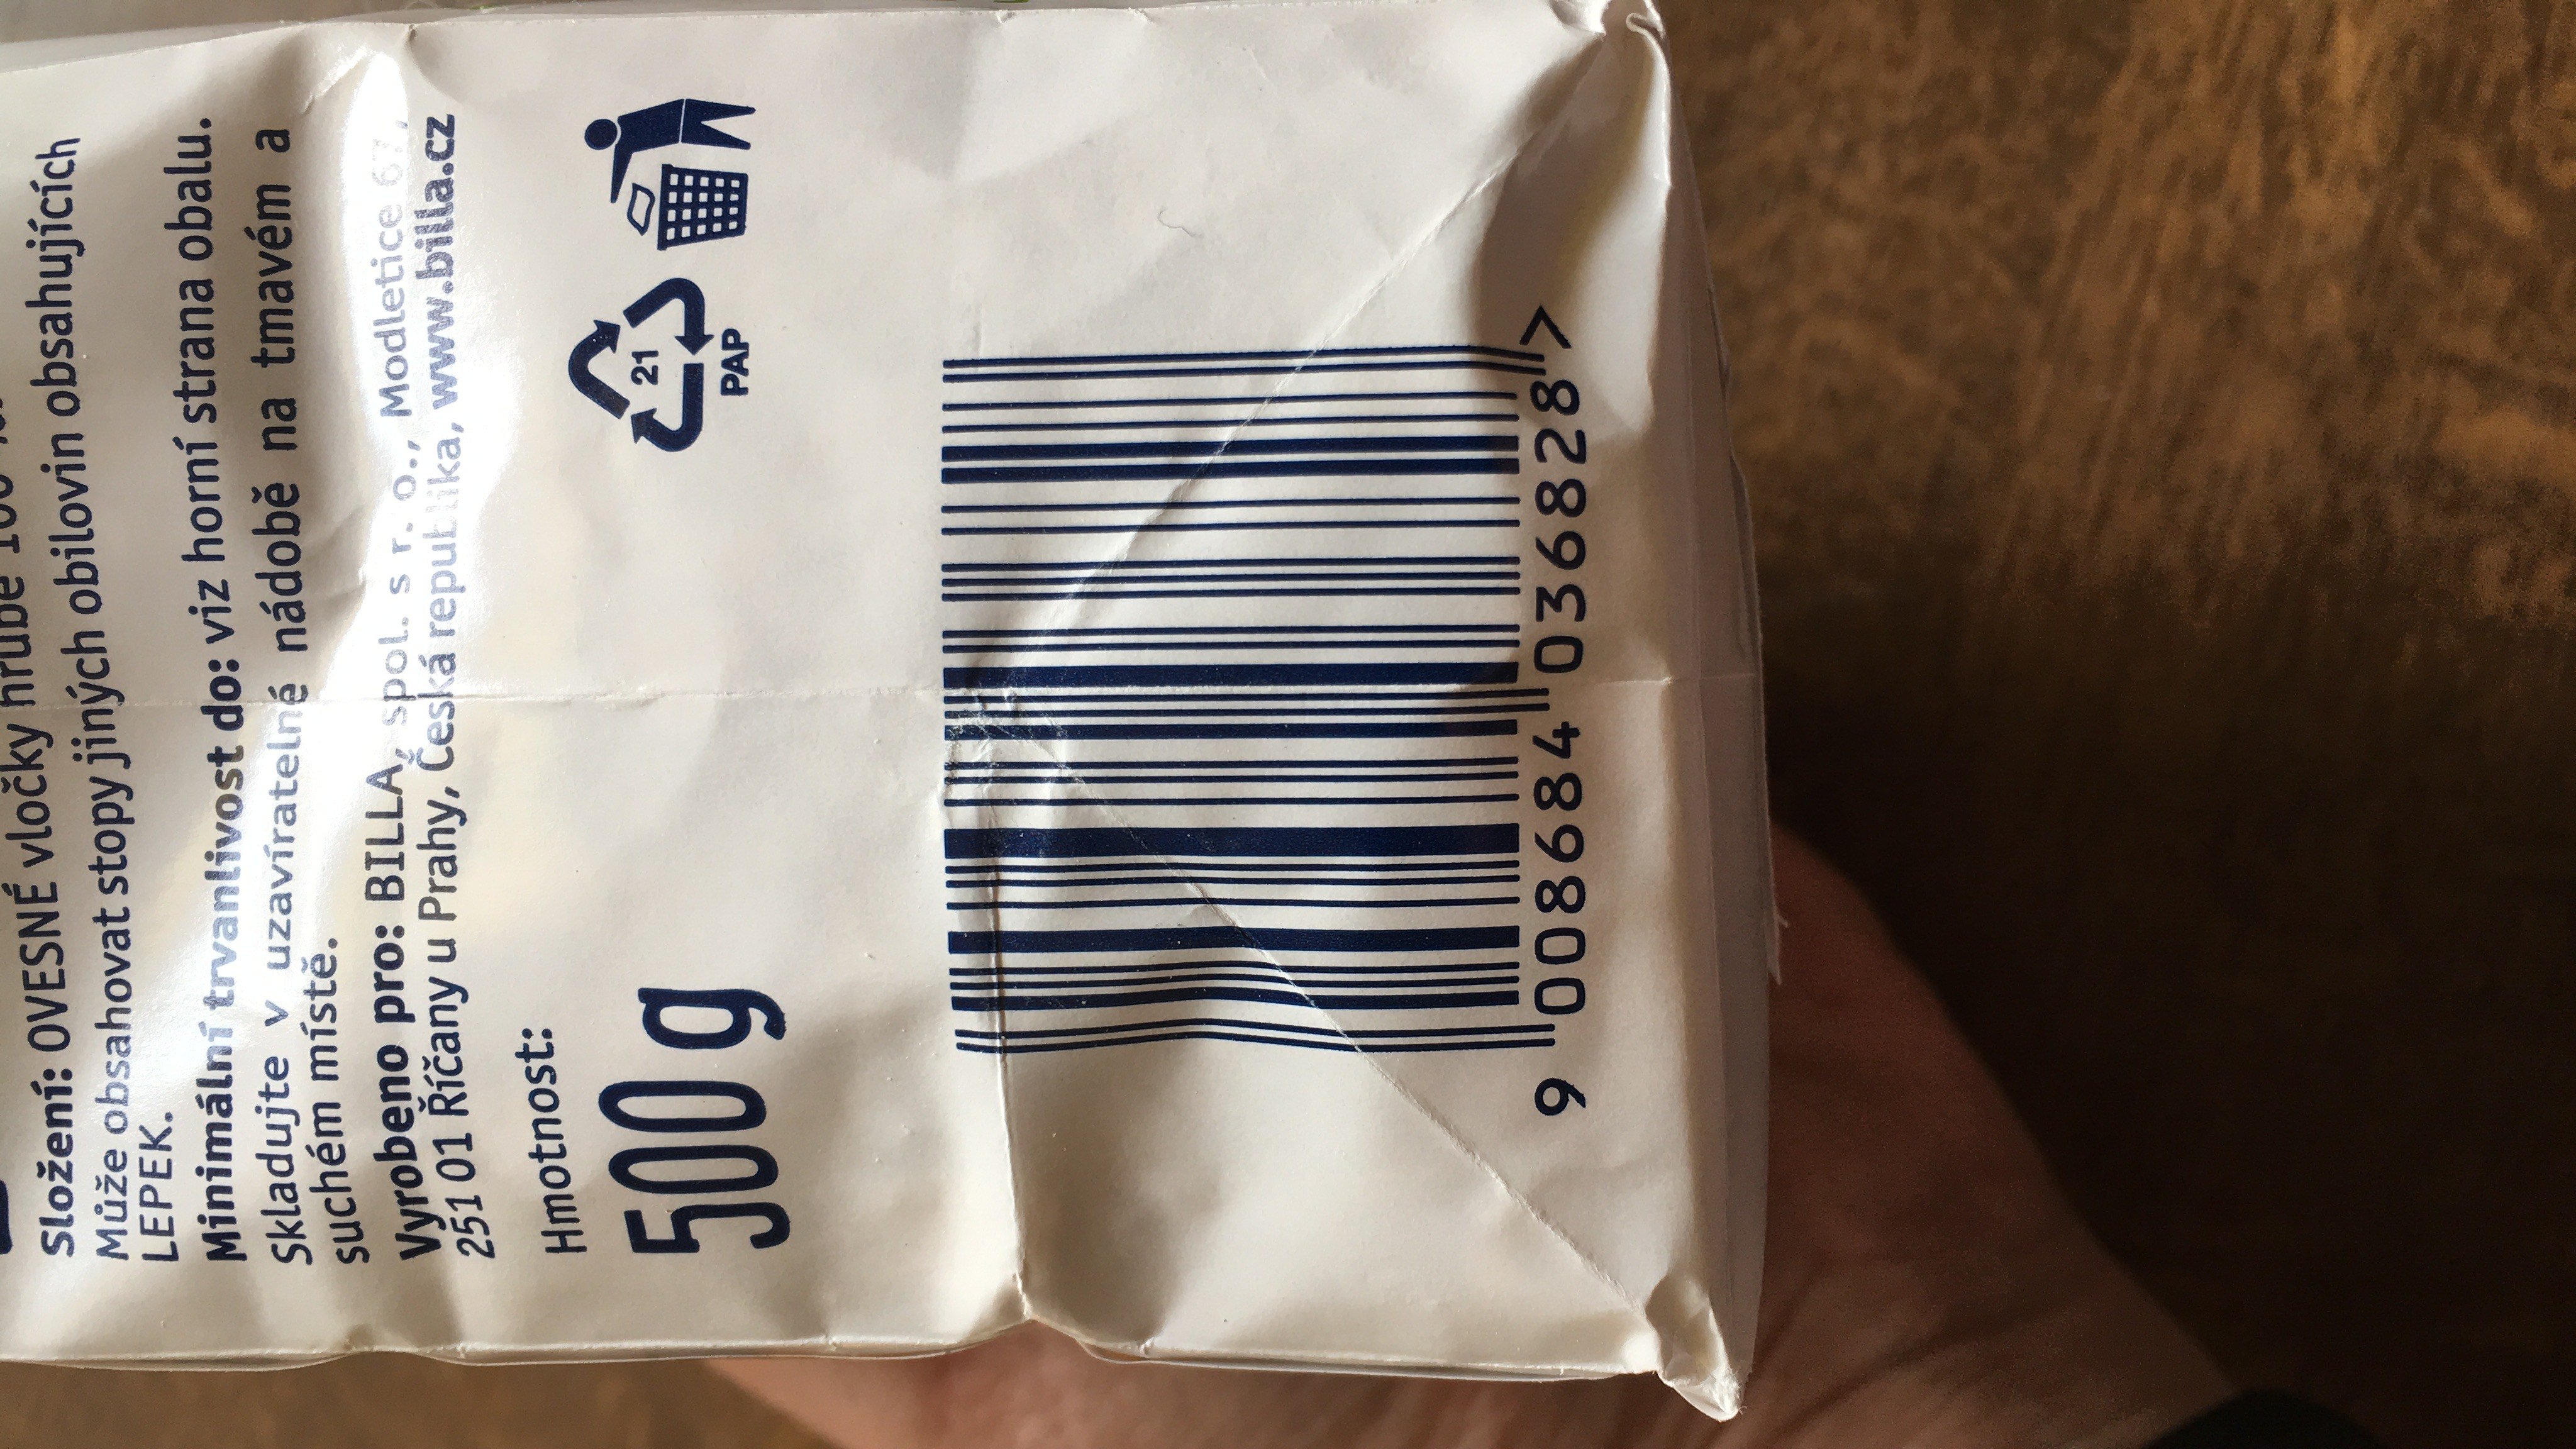 Složení: OVESNÉ vločky hrubé
Může obsahovat stopy jiných obilovin obsahujících
LEPEK.
Minimální trvanlivost do: viz horní strana obalu.
Skladujte v uzavíratelné nádobě na tmavém a
suchém místě.
Vyrobeno pro: BILLA, spol. s r. o., Modletice 67,
251 01 Říčany u Prahy, Česká republika, www.billa.cz
Hmotnost:
500 g
21
PAP
9 008684 036828 >